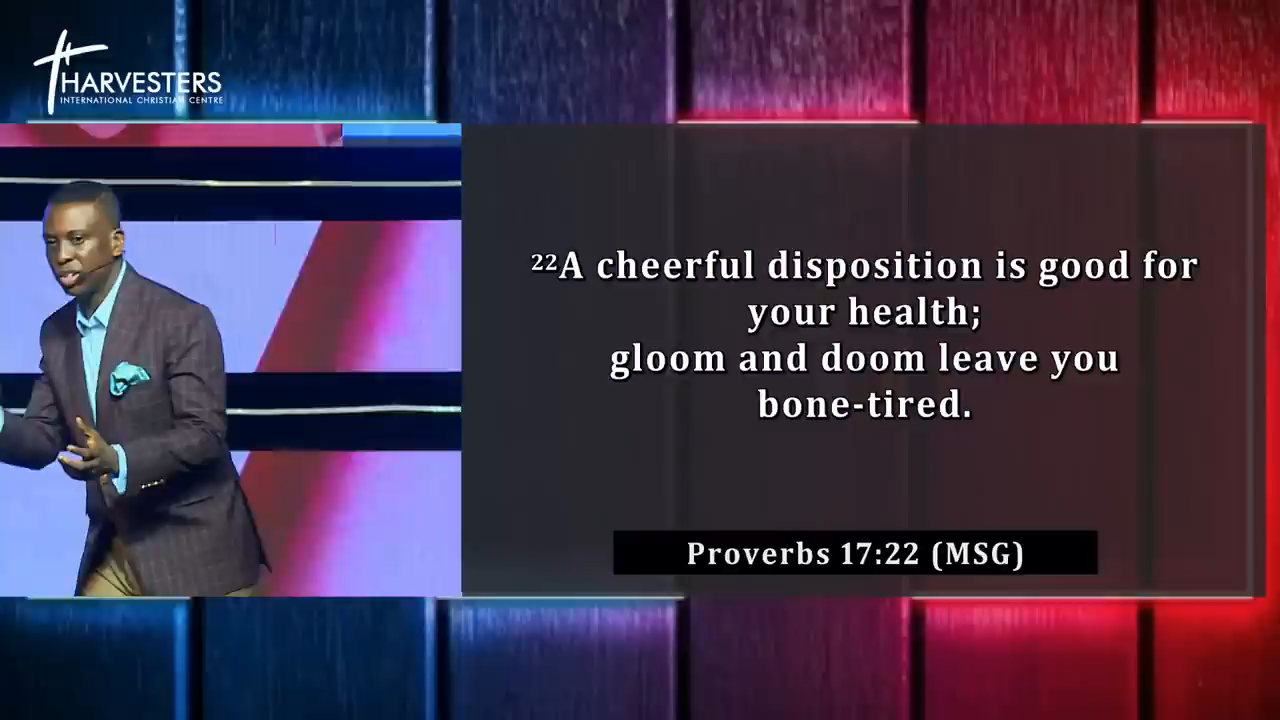 HARVESTERS
INTERNATIONAL CHRISTIAN CENTRE
²²A cheerful disposition is good for
your health;
gloom and doom leave you
bone-tired.
Proverbs 17:22 (MSG)